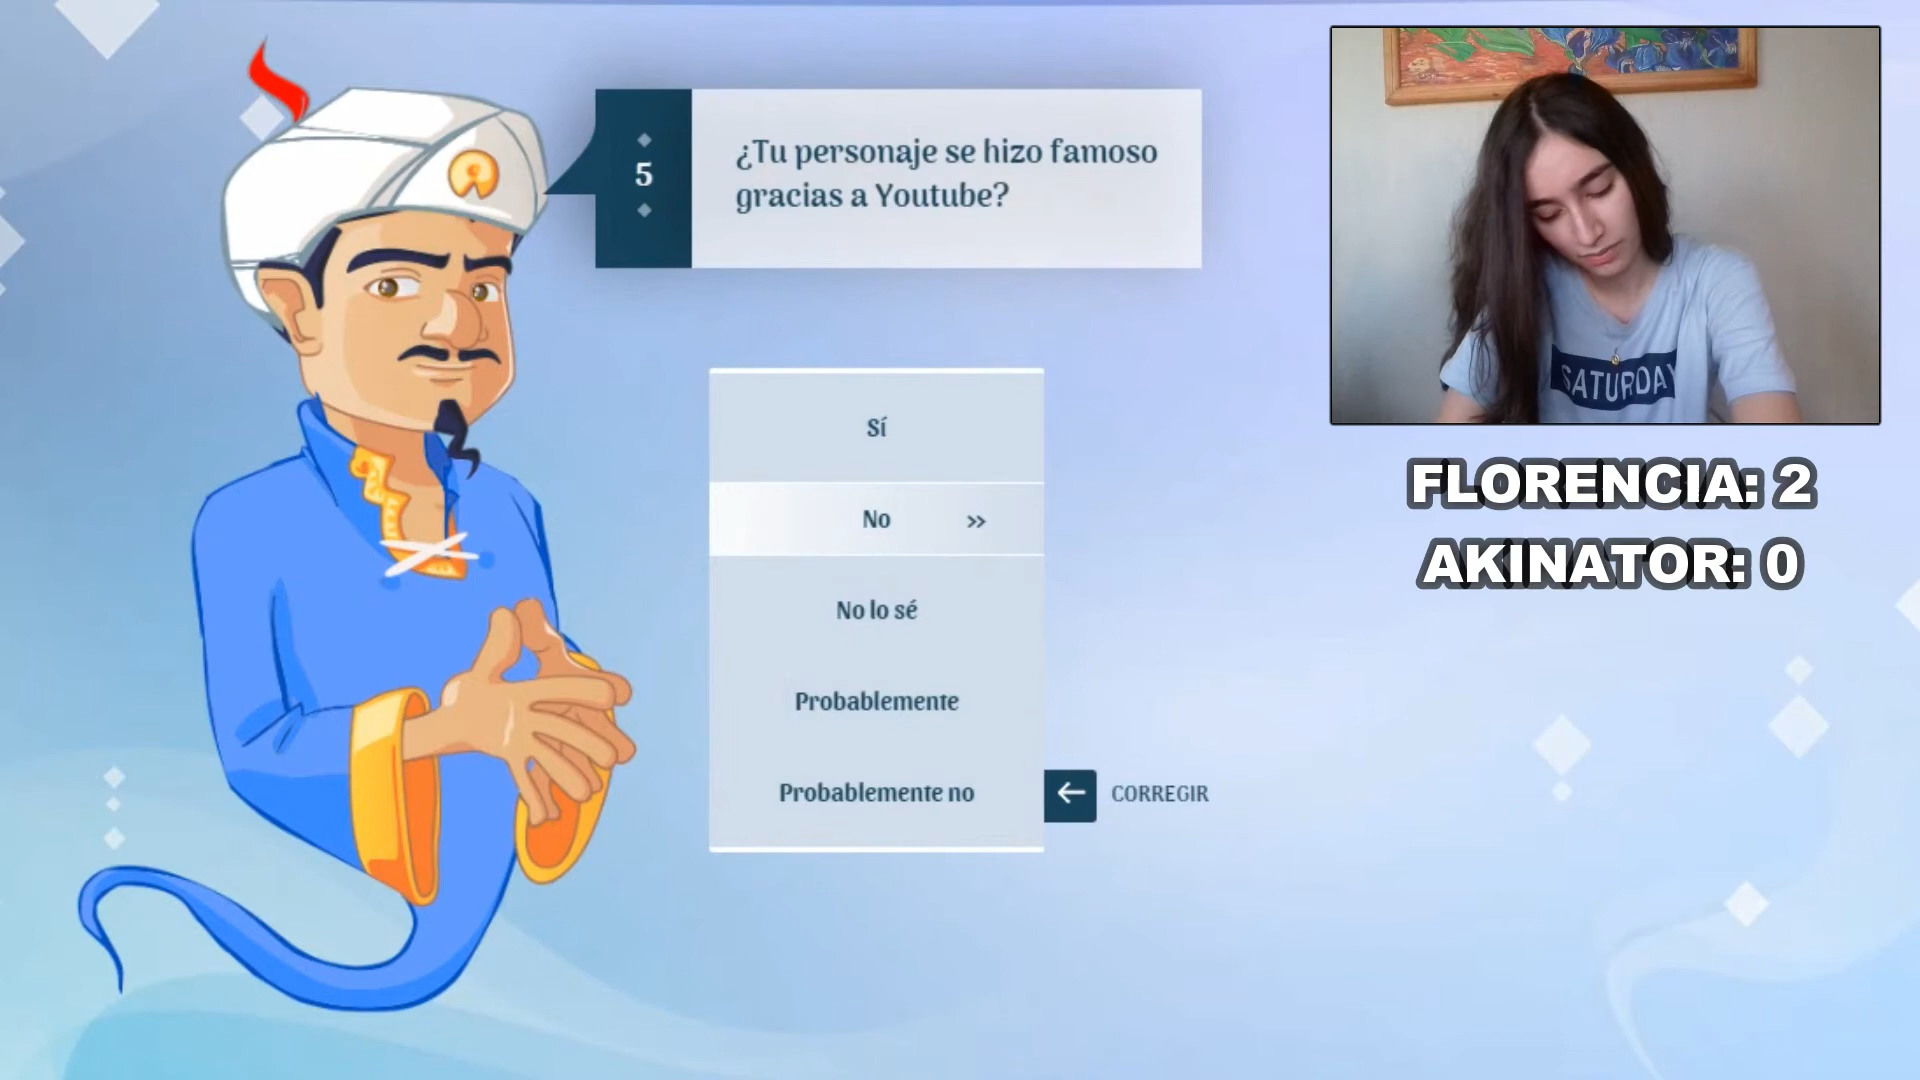 5
¿Tu personaje se hizo famoso
gracias a Youtube?
Sí
No >>
No lo sé
Probablemente
Probablemente no
CORREGIR
SATURDAY
FLORENCIA: 2
AKINATOR: 0